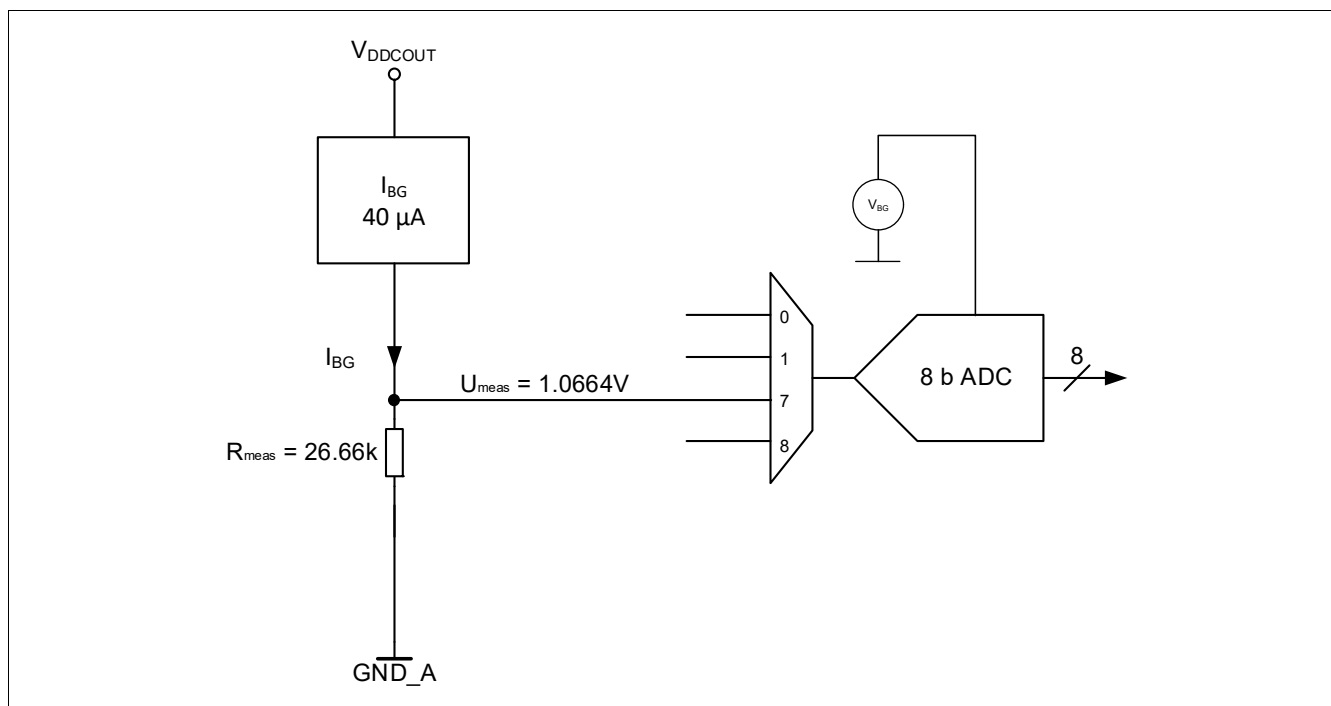 VDDCOUT
IBG
40 µA
VBG
IBG
Umeas = 1.0664V
Rmeas = 26.66k
0
1
7
8
8 b ADC
8
GND_A